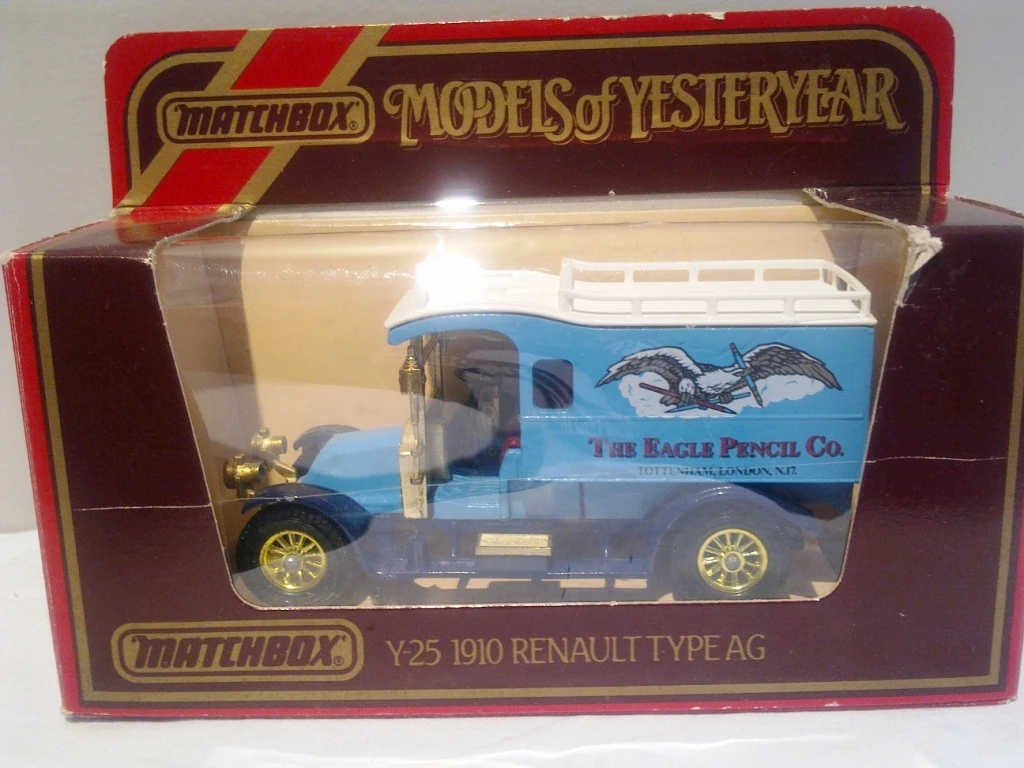 MATCHBOX®
MODELS of YESTERYEAR
THE EAGLE PENCIL CO.
TOTTENHAM, LONDON, N.17.
MATCHBOX®
Y-25 1910 RENAULT TYPE AG